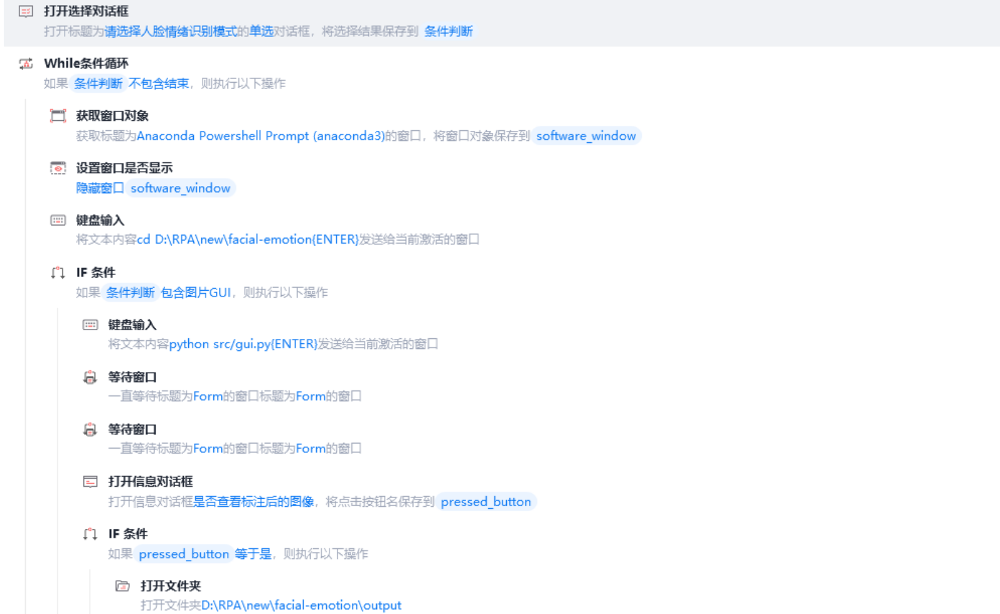 打开选择对话框
打开标题为请选择人脸情绪识别模式的单选对话框，将选择结果保存到 条件判断
While条件循环
如果 条件判断 不包含结束，则执行以下操作
获取窗口对象
获取标题为Anaconda Powershell Prompt (anaconda3)的窗口，将窗口对象保存到 software_window
设置窗口是否显示
隐藏窗口 software_window
键盘输入
将文本内容cd D:\RPA\new\facial-emotion{ENTER}发送给当前激活的窗口
IF 条件
如果 条件判断 包含图片GUI，则执行以下操作
键盘输入
将文本内容python src/gui.py{ENTER}发送给当前激活的窗口
等待窗口
一直等待标题为Form的窗口标题为Form的窗口
等待窗口
一直等待标题为Form的窗口标题为Form的窗口
打开信息对话框
打开信息对话框是否查看标注后的图像，将点击按钮名保存到 pressed_button
IF 条件
如果 pressed_button 等于是，则执行以下操作
打开文件夹
打开文件夹D:\RPA\new\facial-emotion\output